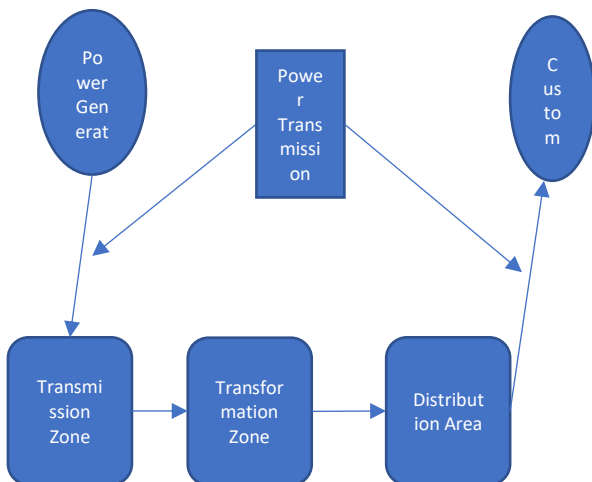 Po
wer
Gen
erat
Powe
r
Trans
missi
on
C
us
to
m
Transmi
ssion
Zone
Transfor
mation
Zone
Distribut
ion Area